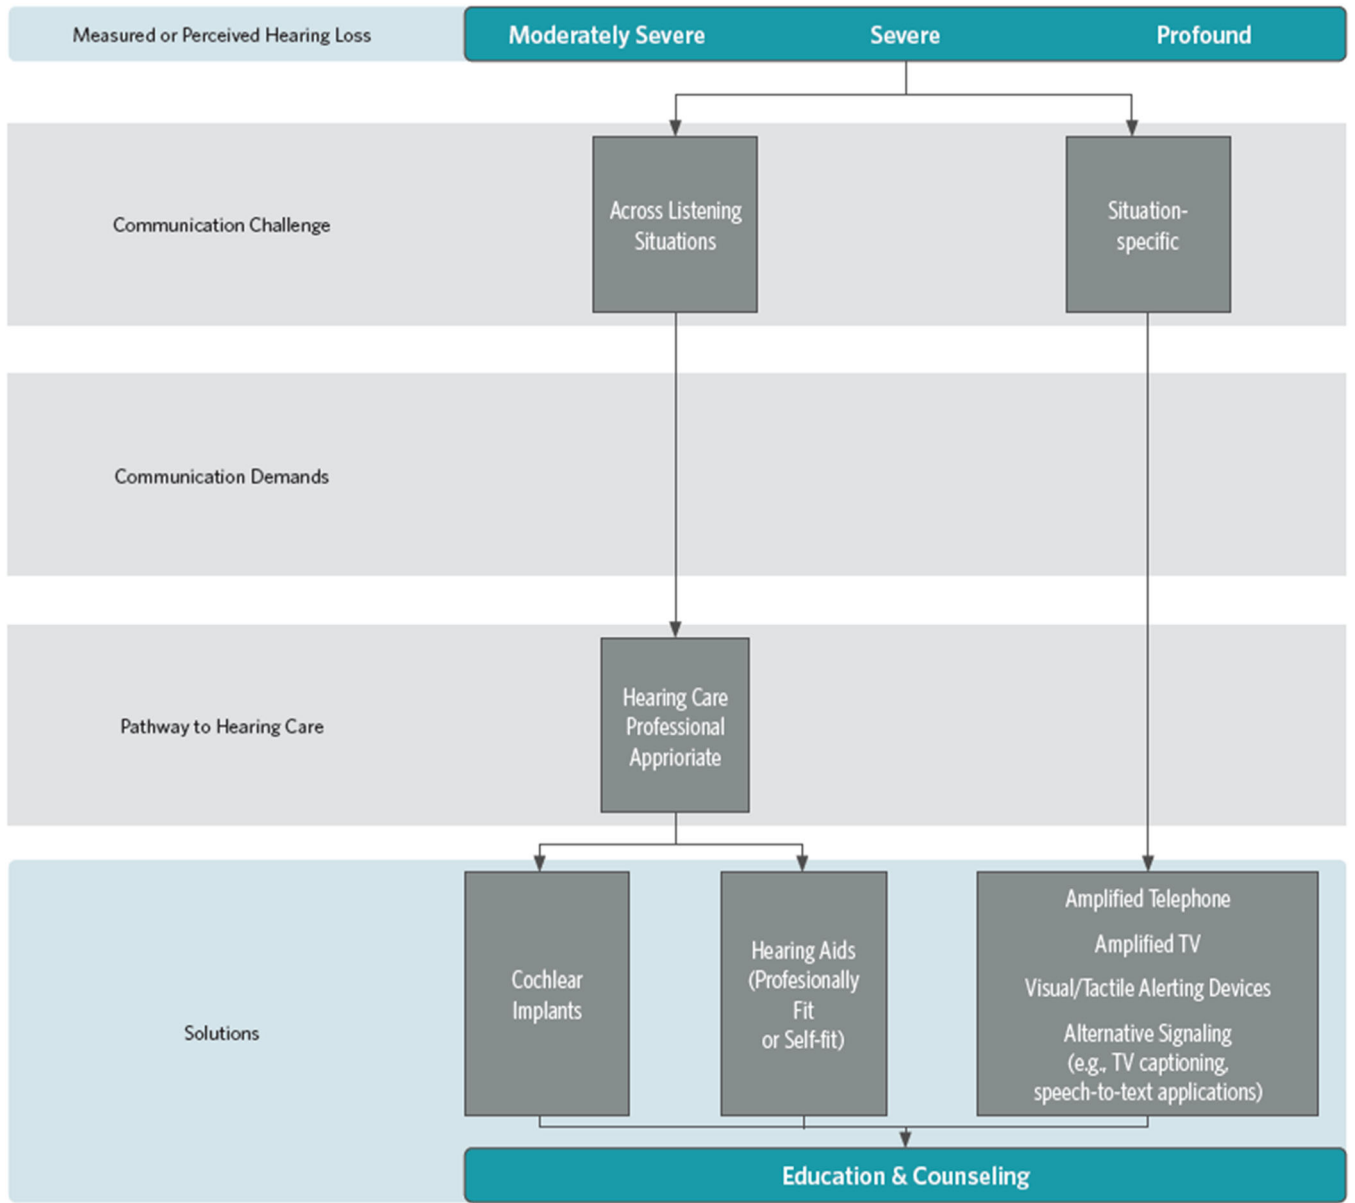 Measured or Perceived Hearing Loss
Moderately Severe
Severe
Profound
Communication Challenge
Across Listening
Situations
Situation-
specific
Communication Demands
Pathway to Hearing Care
Hearing Care
Professional
Apprioriate
Solutions
Cochlear
Implants
Hearing Aids
(Profesionally
Fit
or Self-fit)
Amplified Telephone
Amplified TV
Visual/Tactile Alerting Devices
Alternative Signaling
(e.g., TV captioning,
speech-to-text applications)
Education & Counseling